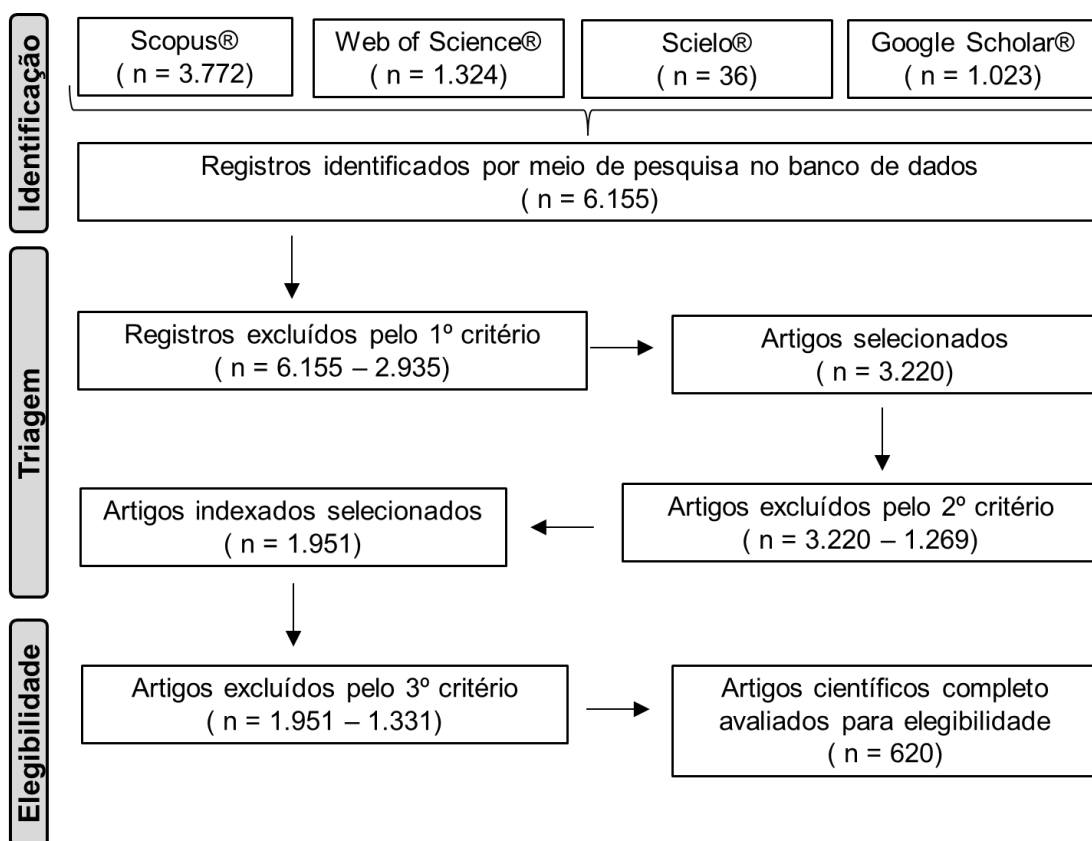 Identificação
Scopus®
( n = 3.772)
Web of Science®
( n = 1.324)
Scielo®
( n = 36)
Google Scholar®
( n = 1.023)
Registros identificados por meio de pesquisa no banco de dados
( n = 6.155)
Triagem
Registros excluídos pelo 1º critério
( n = 6.155 – 2.935)
Artigos selecionados
( n = 3.220)
Artigos excluídos pelo 2º critério
( n = 3.220 – 1.269)
Artigos indexados selecionados
( n = 1.951)
Elegibilidade
Artigos excluídos pelo 3º critério
( n = 1.951 – 1.331)
Artigos científicos completo
avaliados para elegibilidade
( n = 620)